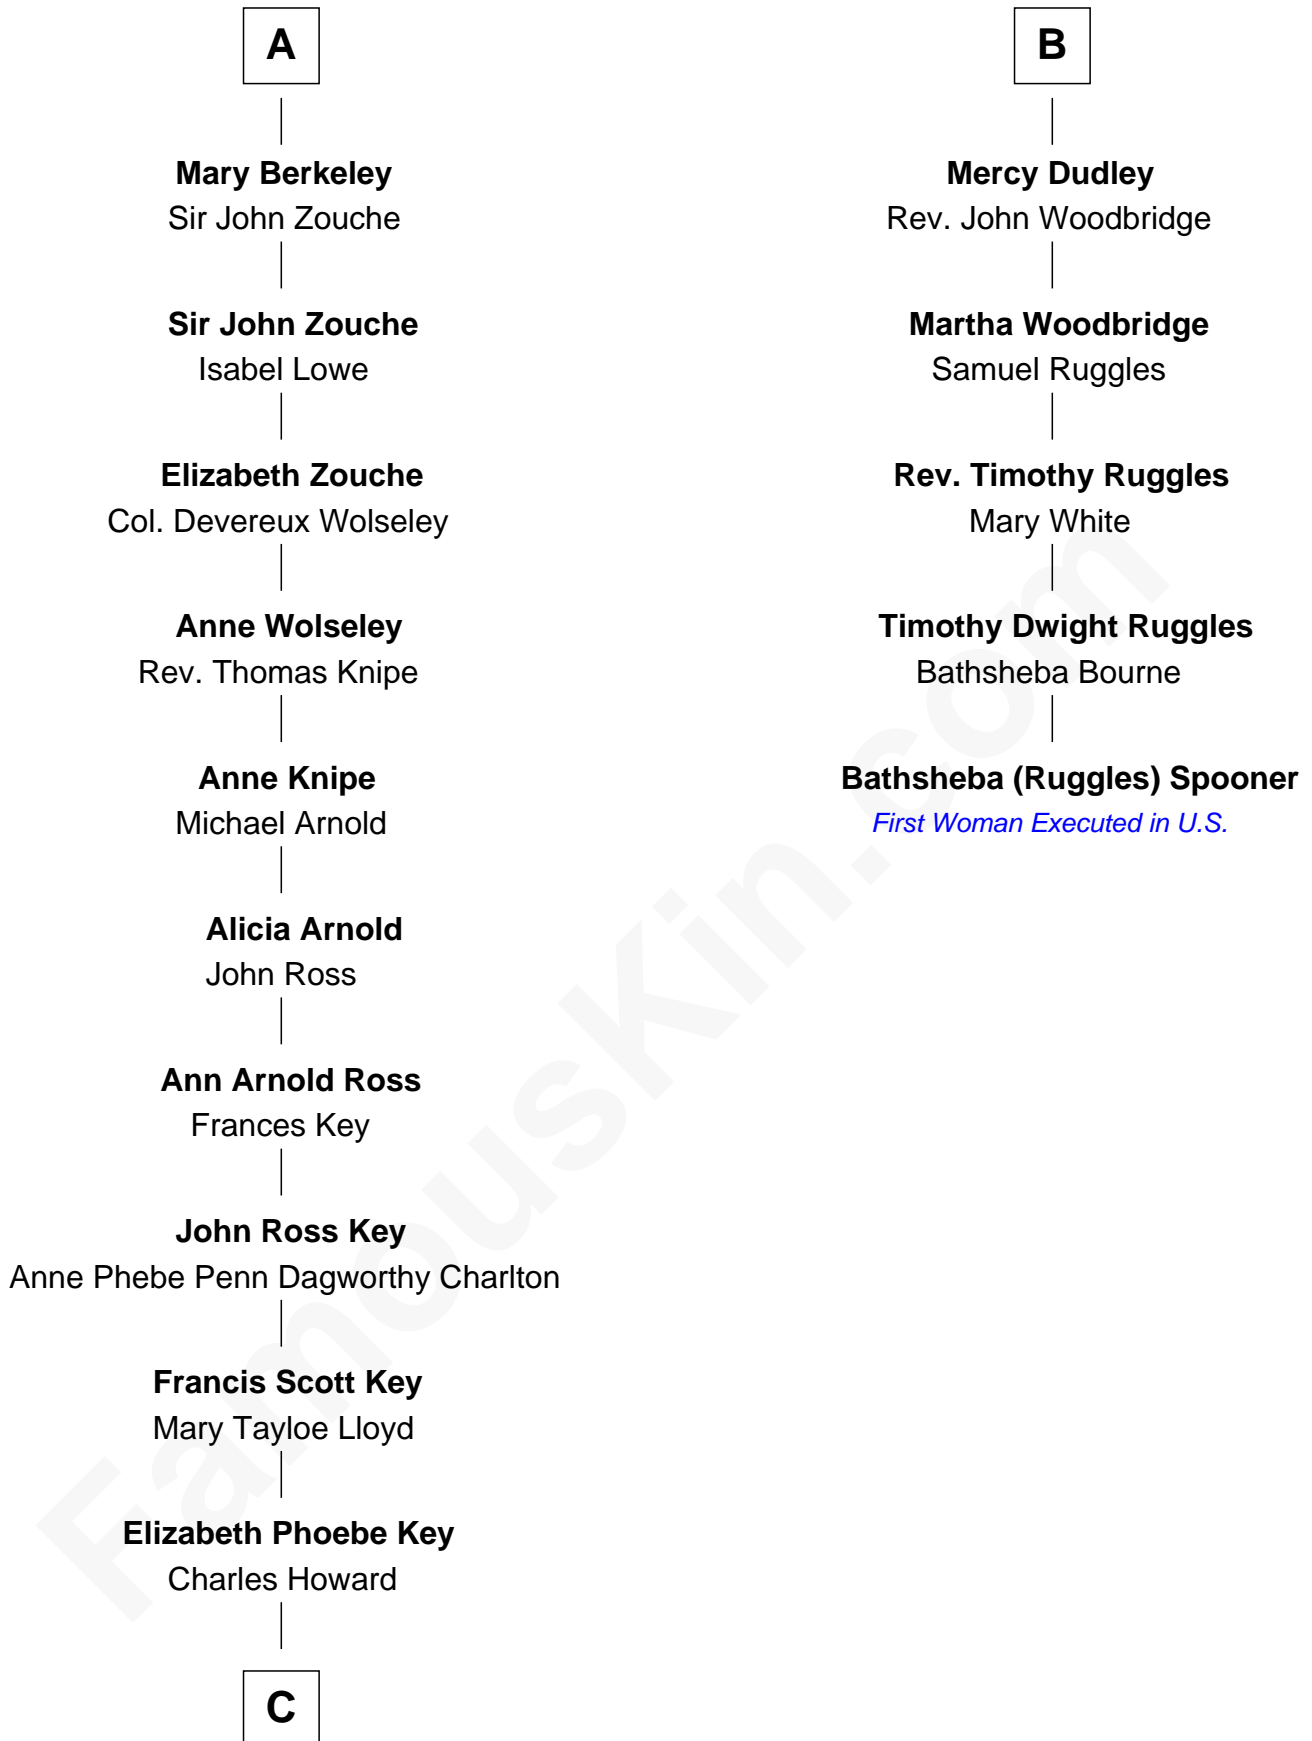 A
Mary Berkeley
Sir John Zouche
Sir John Zouche
Isabel Lowe
Elizabeth Zouche
Col. Devereux Wolseley
Anne Wolseley
Rev. Thomas Knipe
Anne Knipe
Michael Arnold
Alicia Arnold
John Ross
Ann Arnold Ross
Frances Key
John Ross Key
Anne Phebe Penn Dagworthy Charlton
Francis Scott Key
Mary Tayloe Lloyd
Elizabeth Phoebe Key
Charles Howard
C
B
Mercy Dudley
Rev. John Woodbridge
Martha Woodbridge
Samuel Ruggles
Rev. Timothy Ruggles
Mary White
Timothy Dwight Ruggles
Bathsheba Bourne
Bathsheba (Ruggles) Spooner
First Woman Executed in U.S.
FamousKin.com